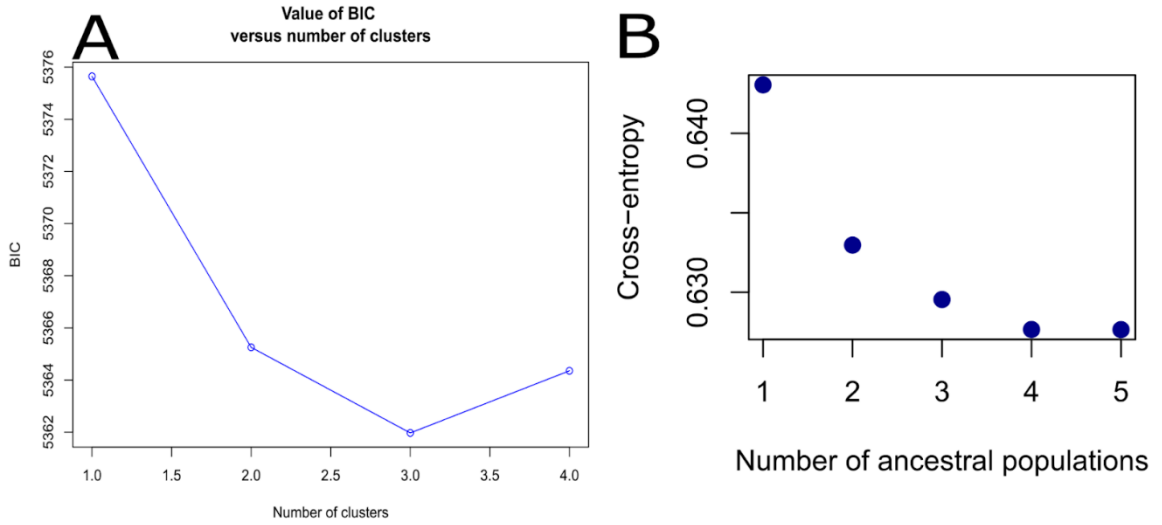 A
Value of BIC
versus number of clusters
BIC
5376
5374
5372
5370
5368
5366
5364
5362
1.0 1.5 2.0 2.5 3.0 3.5 4.0
Number of clusters
B
Cross−entropy
0.640
0.630
1 2 3 4 5
Number of ancestral populations